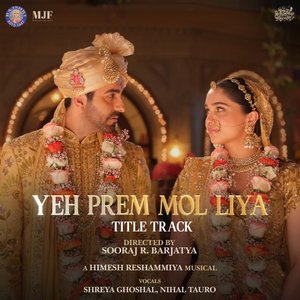 MJF
YEH PREM MOL LIYA
TITLE TRACK
DIRECTED BY
SOORAJ R. BARJATYA
A HIMESH RESHAMMIYA MUSICAL
VOCALS
SHREYA GHOSHAL, NIHAL TAURO